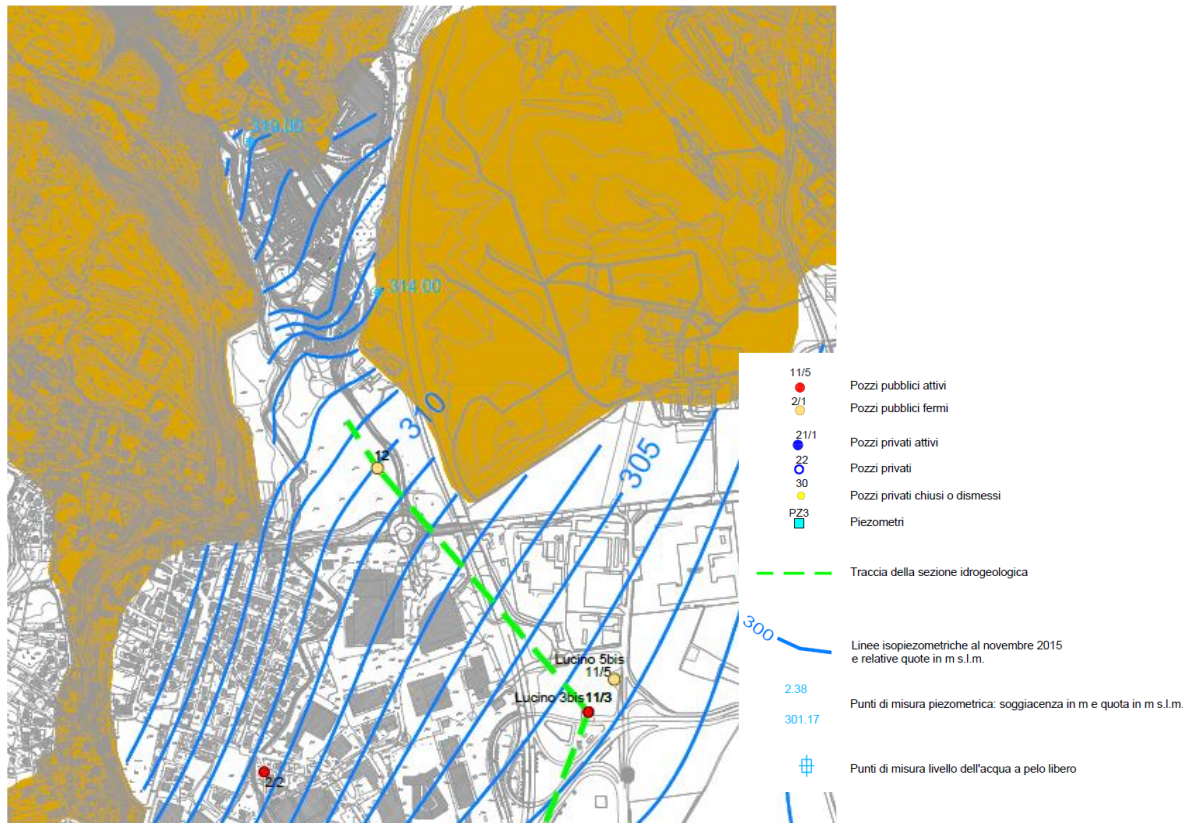 319.00
314.00
310
12
305
Lucino 5bis
11/5
Lucino 3bis 11/3
2/2
11/5
Pozzi pubblici attivi
2/1
Pozzi pubblici fermi
21/1
Pozzi privati attivi
22
Pozzi privati
30
Pozzi privati chiusi o dismessi
PZ3
Piezometri
Traccia della sezione idrogeologica
300
Linee isopiezometriche al novembre 2015
e relative quote in m s.l.m.
2.38
Punti di misura piezometrica: soggiacenza in m e quota in m s.l.m.
301.17
Punti di misura livello dell'acqua a pelo libero